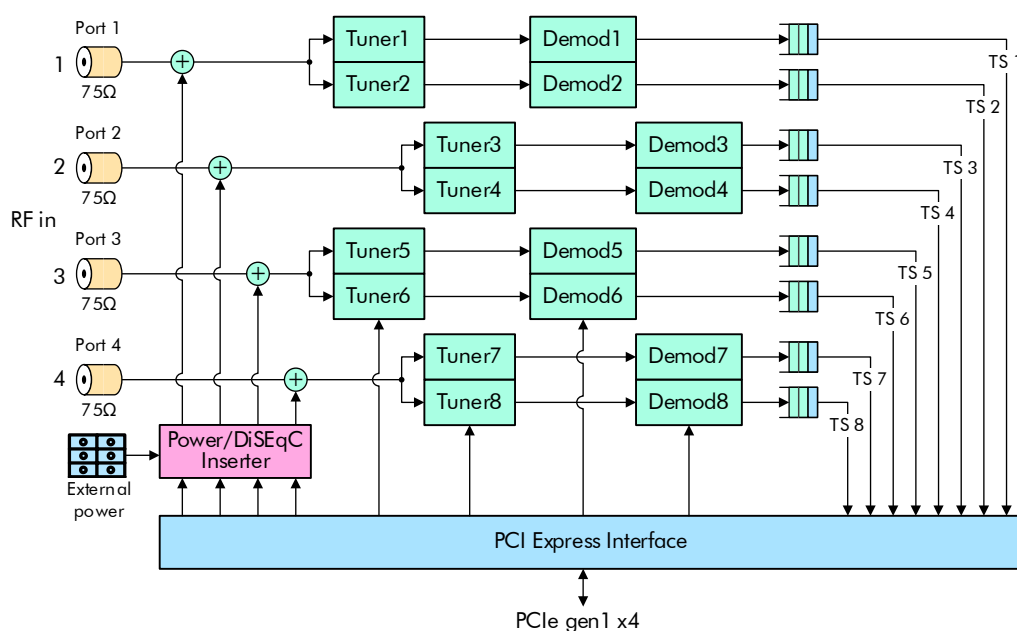 Port 1
1
75Ω
Tuner1
Tuner2
Demod1
Demod2
TS 1
TS 2
Port 2
2
75Ω
Tuner3
Tuner4
Demod3
Demod4
TS 3
TS 4
RF in
Port 3
3
75Ω
Tuner5
Tuner6
Demod5
Demod6
TS 5
TS 6
Port 4
4
75Ω
Tuner7
Tuner8
Demod7
Demod8
TS 7
TS 8
Power/DiSEqC
Inserter
External
power
PCI Express Interface
PCIe gen1 x4